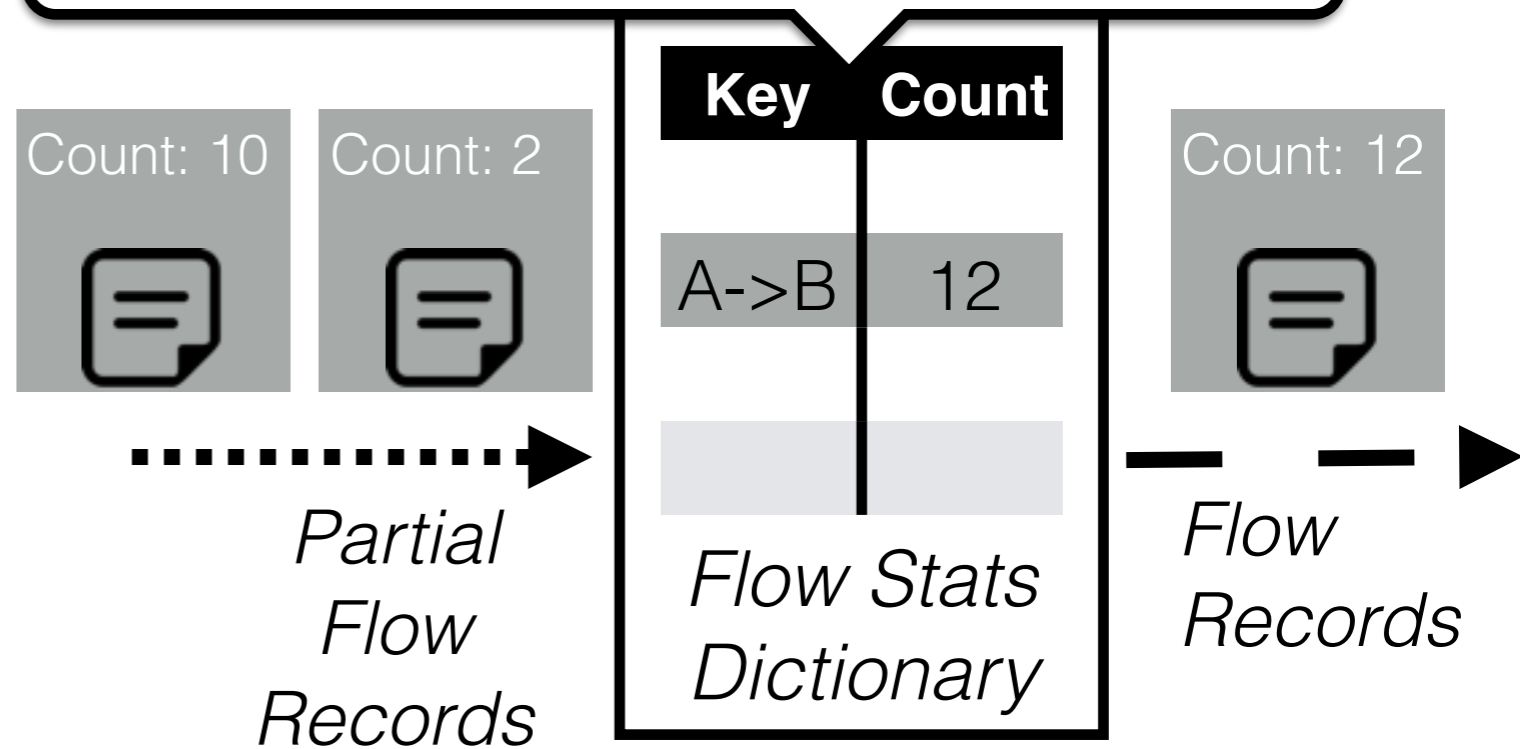 Key Count
Count: 10
Count: 2
Count: 12
A->B 12
Partial
Flow
Records
Flow Stats
Dictionary
Flow
Records